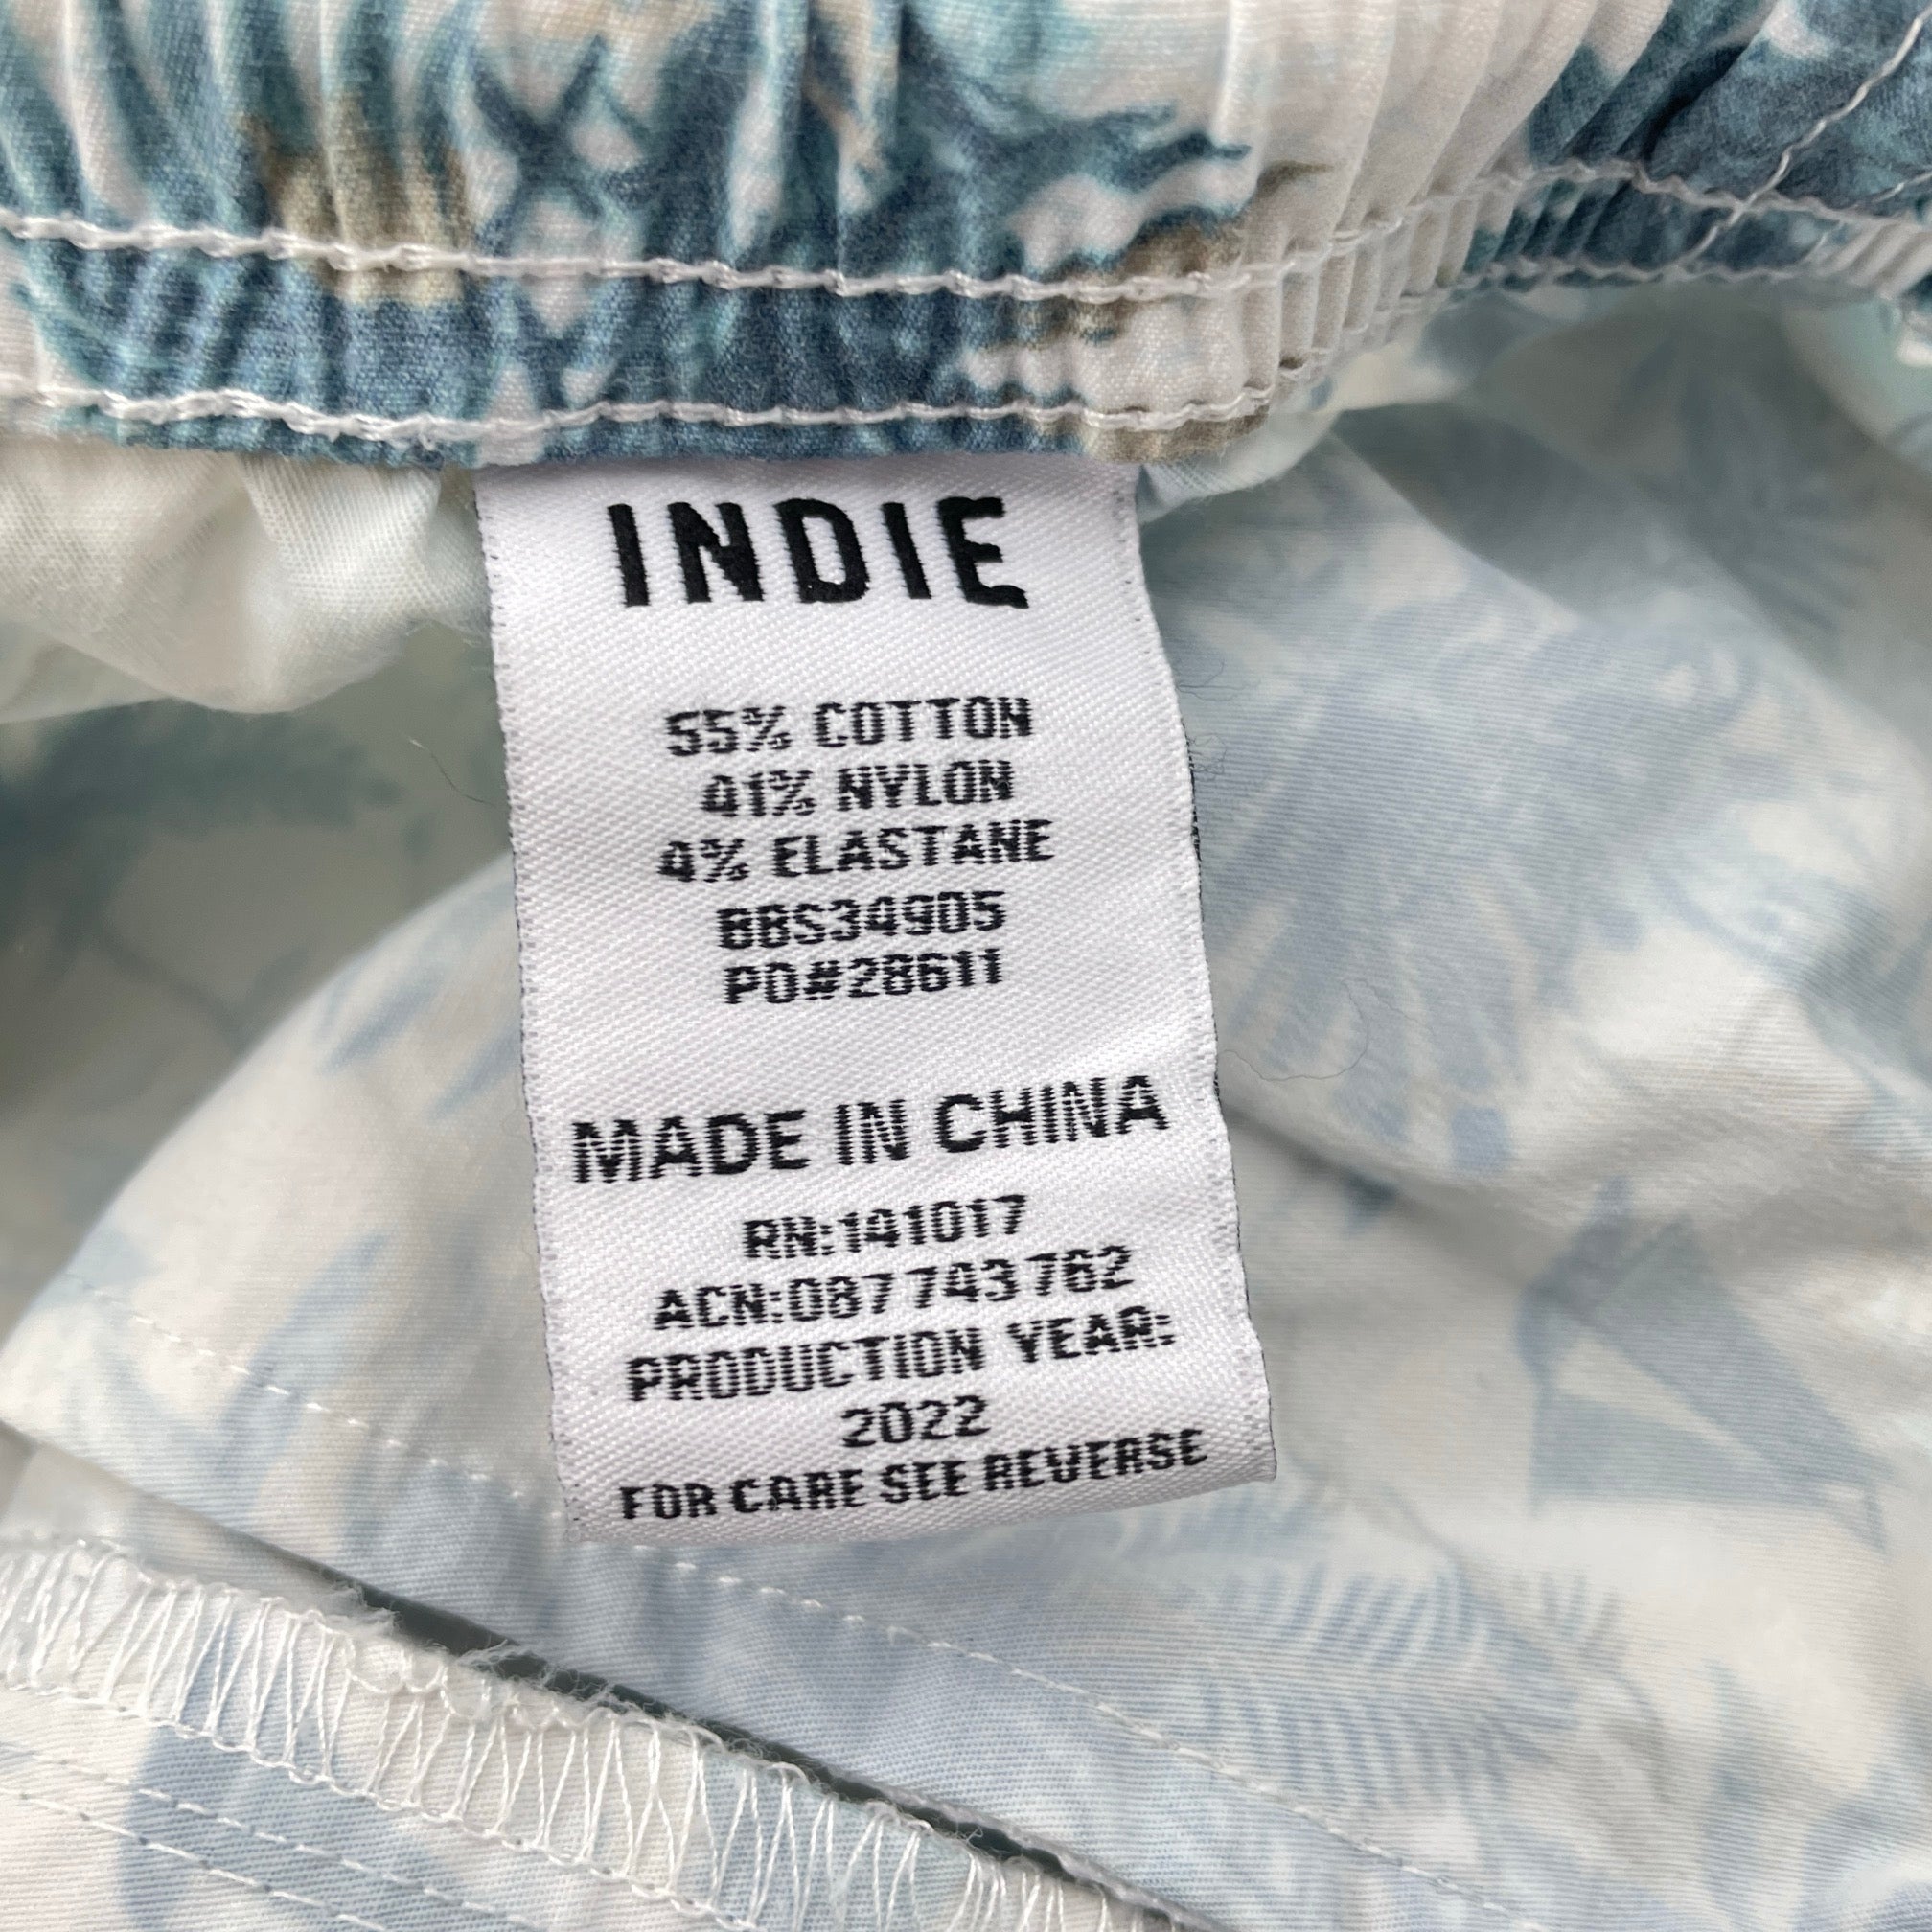 INDIE
55% COTTON
41% NYLON
4% ELASTANE
BBS34905
PO#28611
MADE IN CHINA
RN:141017
ACN:087 743 762
PRODUCTION YEAR:
2022
FOR CARE SEE REVERSE